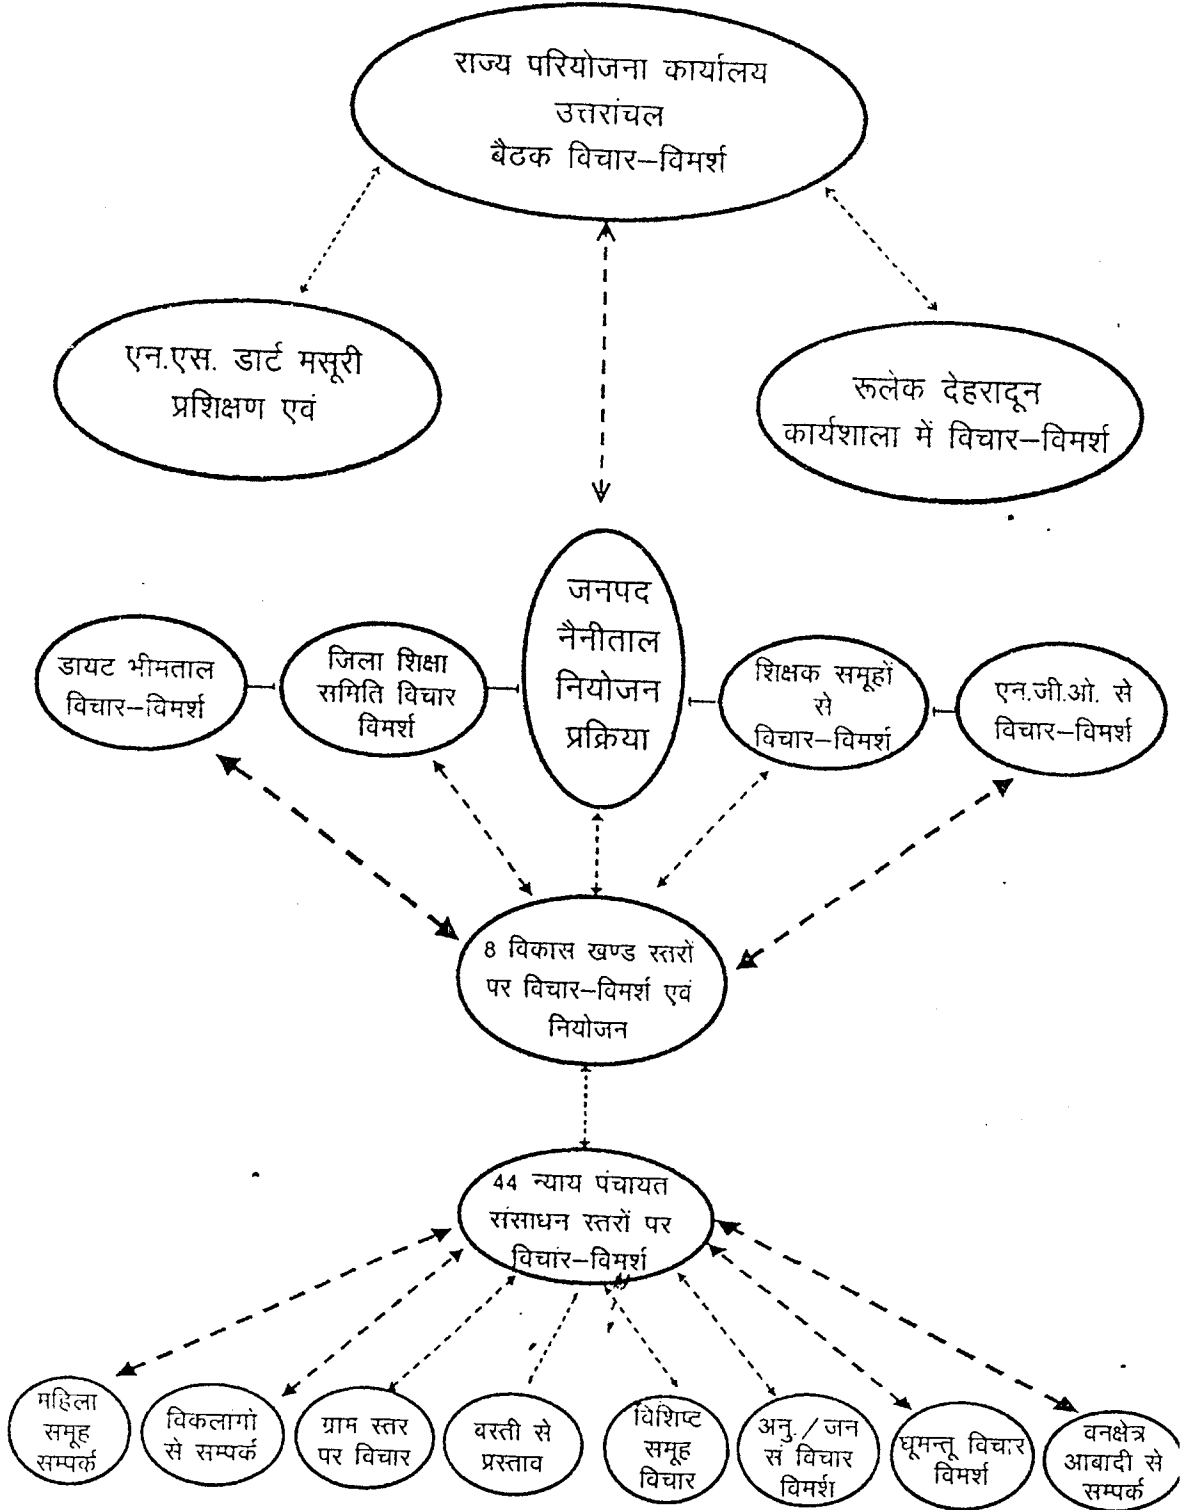 राज्य परियोजना कार्यालय
उत्तरांचल
बैठक विचार–विमर्श
एन.एस. डार्ट मसूरी
प्रशिक्षण एवं
रूलेक देहरादून
कार्यशाला में विचार–विमर्श
जनपद
नैनीताल
नियोजन
प्रक्रिया
डायट भीमताल
विचार–विमर्श
जिला शिक्षा
समिति विचार
विमर्श
शिक्षक समूहों
से
विचार–विमर्श
एन.जी.ओ. से
विचार–विमर्श
8 विकास खण्ड स्तरों
पर विचार–विमर्श एवं
नियोजन
44 न्याय पंचायत
संसाधन स्तरों पर
विचार–विमर्श
महिला
समूह
सम्पर्क
विकलागों
से सम्पर्क
ग्राम स्तर
पर विचार
बस्ती से
प्रस्ताव
विशिष्ट
समूह
विचार
अनु./जन
सं विचार
विमर्श
घूमन्तू विचार
विमर्श
वनक्षेत्र
आबादी से
सम्पर्क